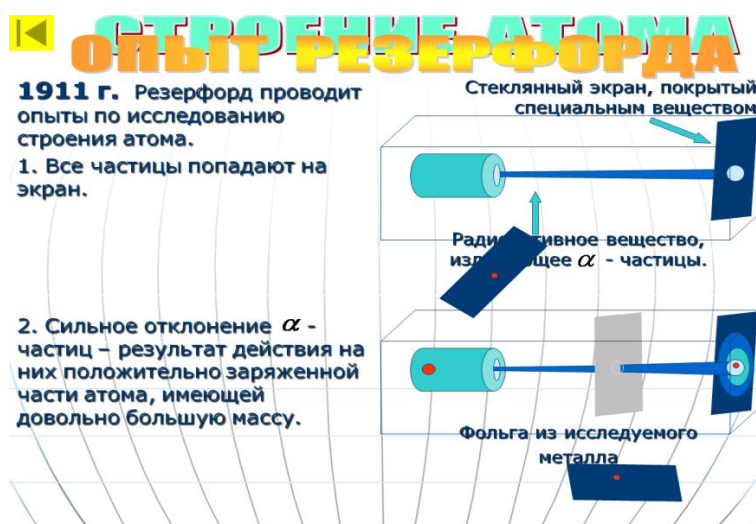 СТРОЕНИЕ АТОМА
ОПЫТ РЕЗЕРФОРДА
1911 г. Резерфорд проводит
опыты по исследованию
строения атома.
1. Все частицы попадают на
экран.
Стеклянный экран, покрытый
специальным веществом
вещество,
α - частицы.
2. Сильное отклонение α -
частиц – результат действия на
них положительно заряженной
части атома, имеющей
довольно большую массу.
Фольга из исследуемого
металла